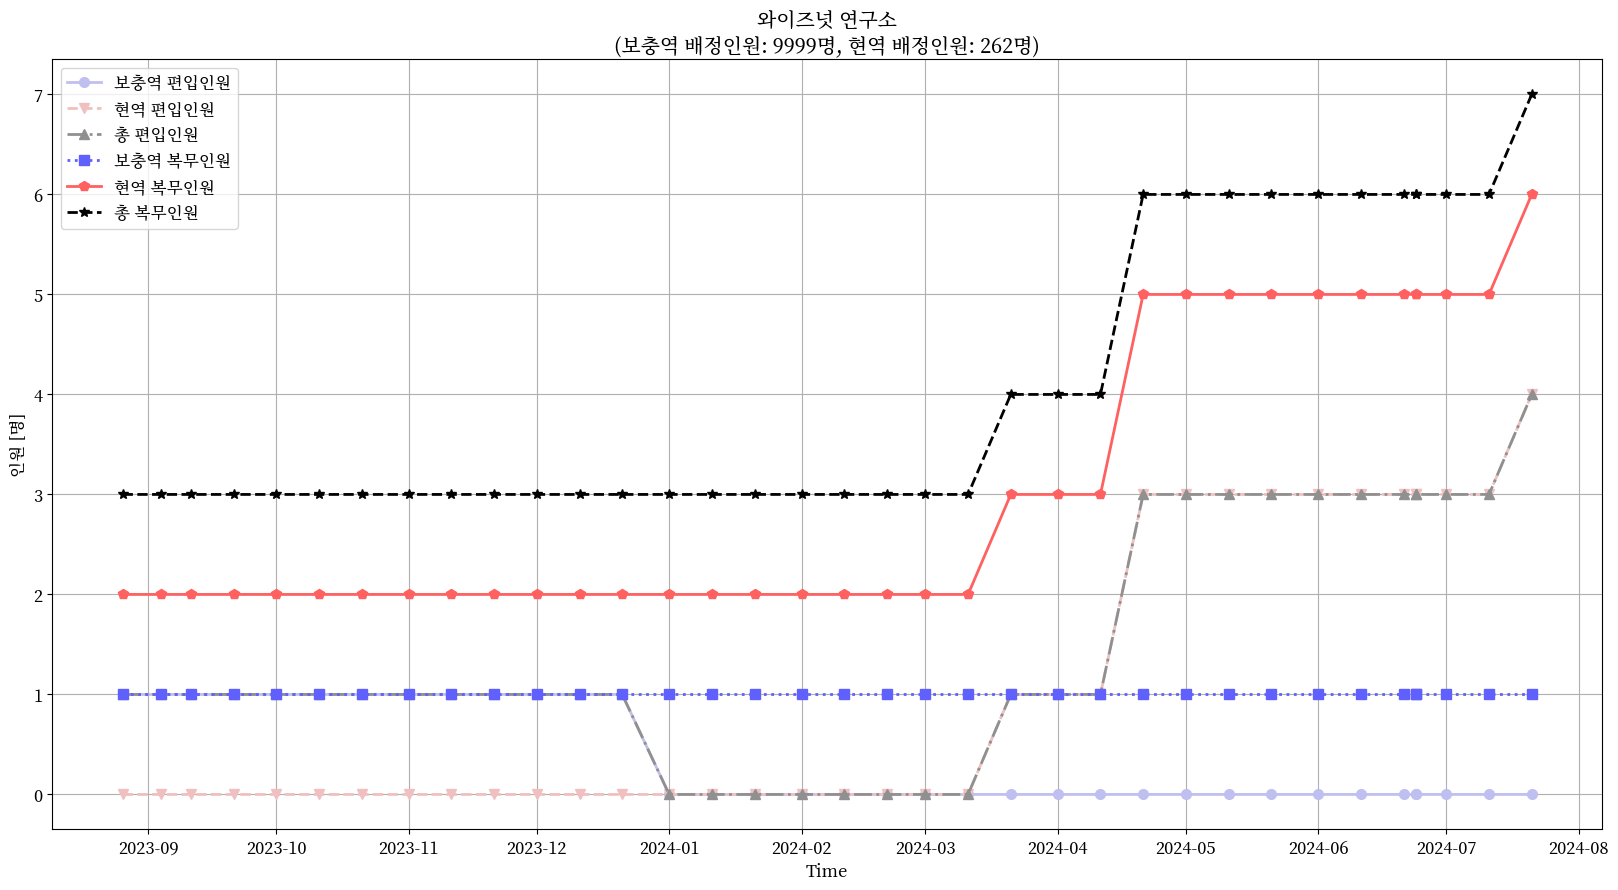 와이즈넛 연구소
(보충역 배정인원: 9999명, 현역 배정인원: 262명)
보충역 편입인원
현역 편입인원
총 편입인원
보충역 복무인원
현역 복무인원
총 복무인원
인원 [명]
7
6
5
4
3
2
1
0
2023-09 2023-10 2023-11 2023-12 2024-01 2024-02 2024-03 2024-04 2024-05 2024-06 2024-07 2024-08
Time